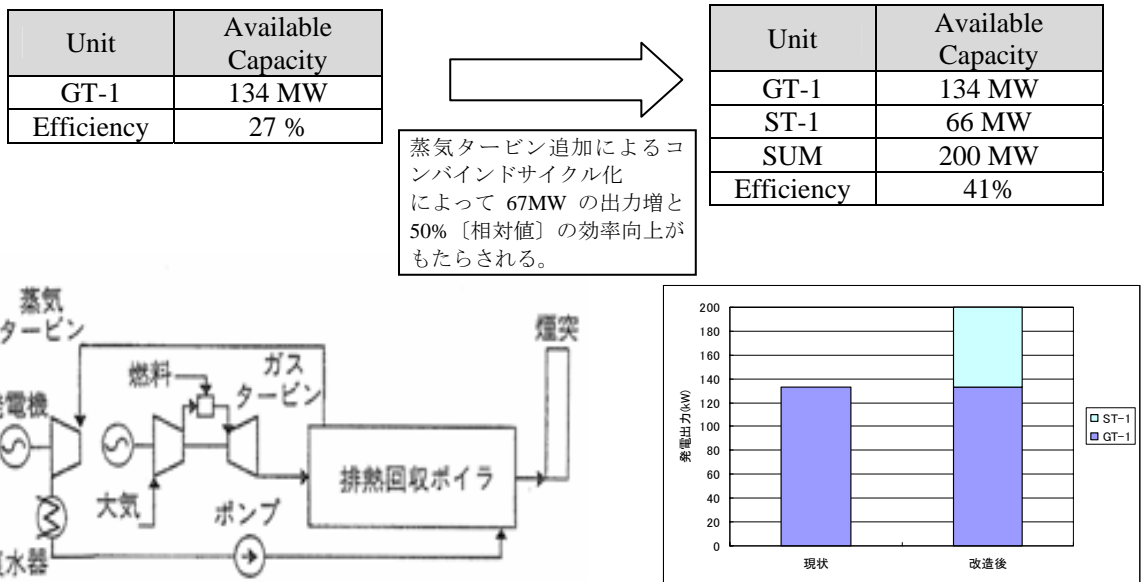 Unit Available Capacity
GT-1 134 MW
Efficiency 27 %
Unit Available Capacity
GT-1 134 MW
ST-1 66 MW
SUM 200 MW
Efficiency 41%
蒸気タービン追加によるコ
ンバインドサイクル化
によって 67MW の出力増と
50%〔相対値〕の効率向上が
もたらされる。
蒸気
タービン
発電機
燃料
ガス
タービン
煙突
排熱回収ボイラ
大気
ポンプ
水器
発電出力(kW)
200
180
160
140
120
100
80
60
40
20
0
現状
改造後
ST-1
GT-1